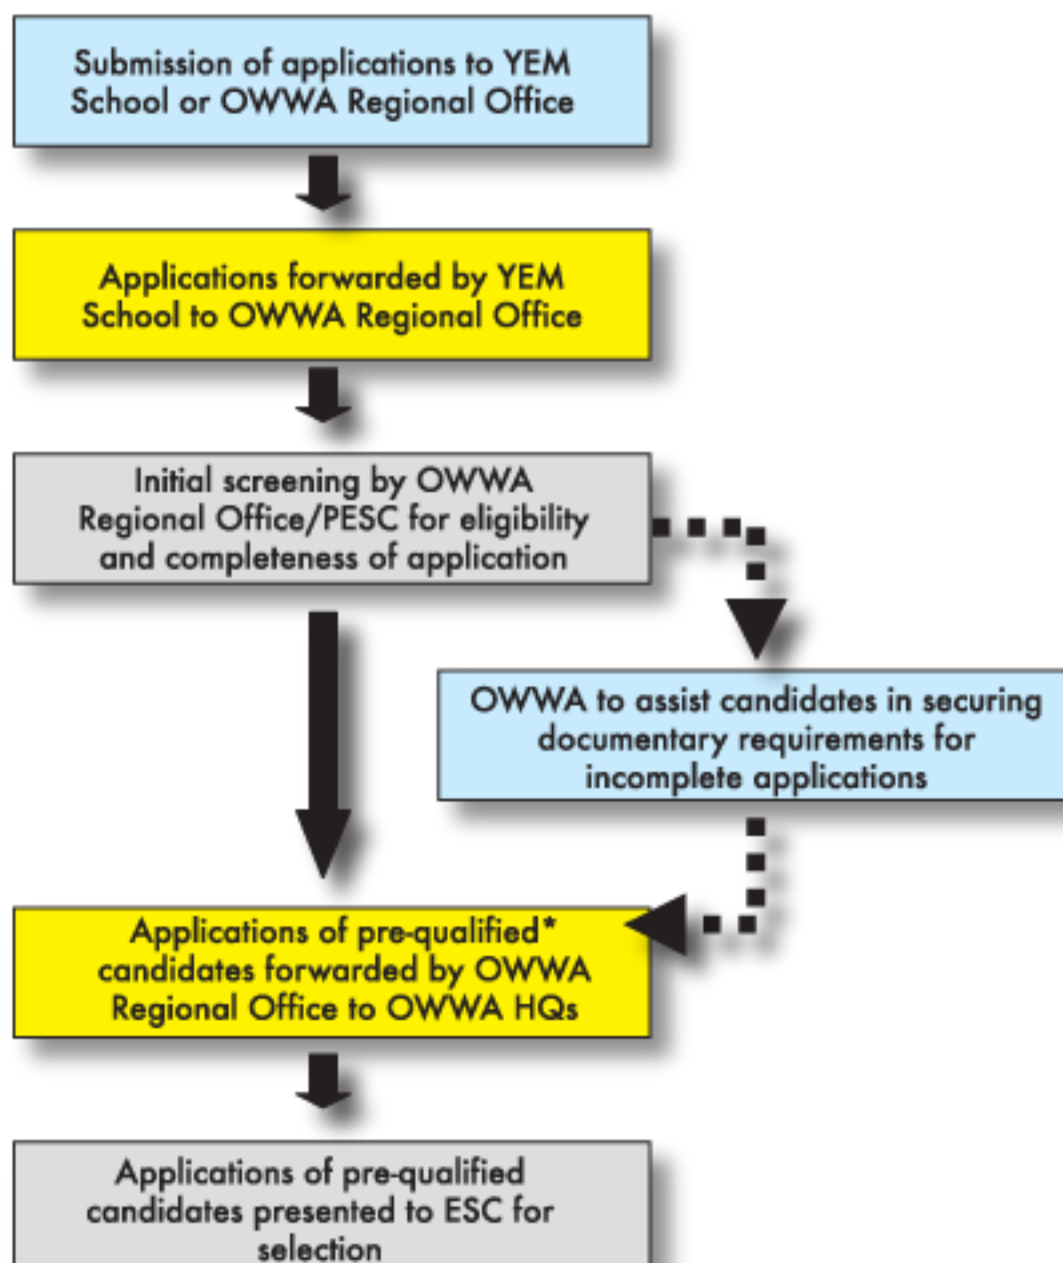 Submission of applications to YEM
School or OWWA Regional Office
Applications forwarded by YEM
School to OWWA Regional Office
Initial screening by OWWA
Regional Office/PESC for eligibility
and completeness of application
OWWA to assist candidates in securing
documentary requirements for
incomplete applications
Applications of pre-qualified*
candidates forwarded by OWWA
Regional Office to OWWA HQs
Applications of pre-qualified
candidates presented to ESC for
selection